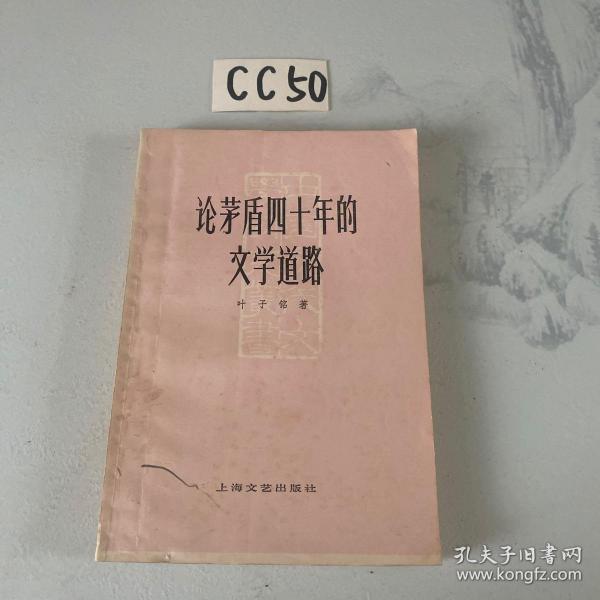 CC50
论茅盾四十年的
文学道路
叶子铭著
上海文艺出版社
孔夫子旧书网
www.kongfz.com